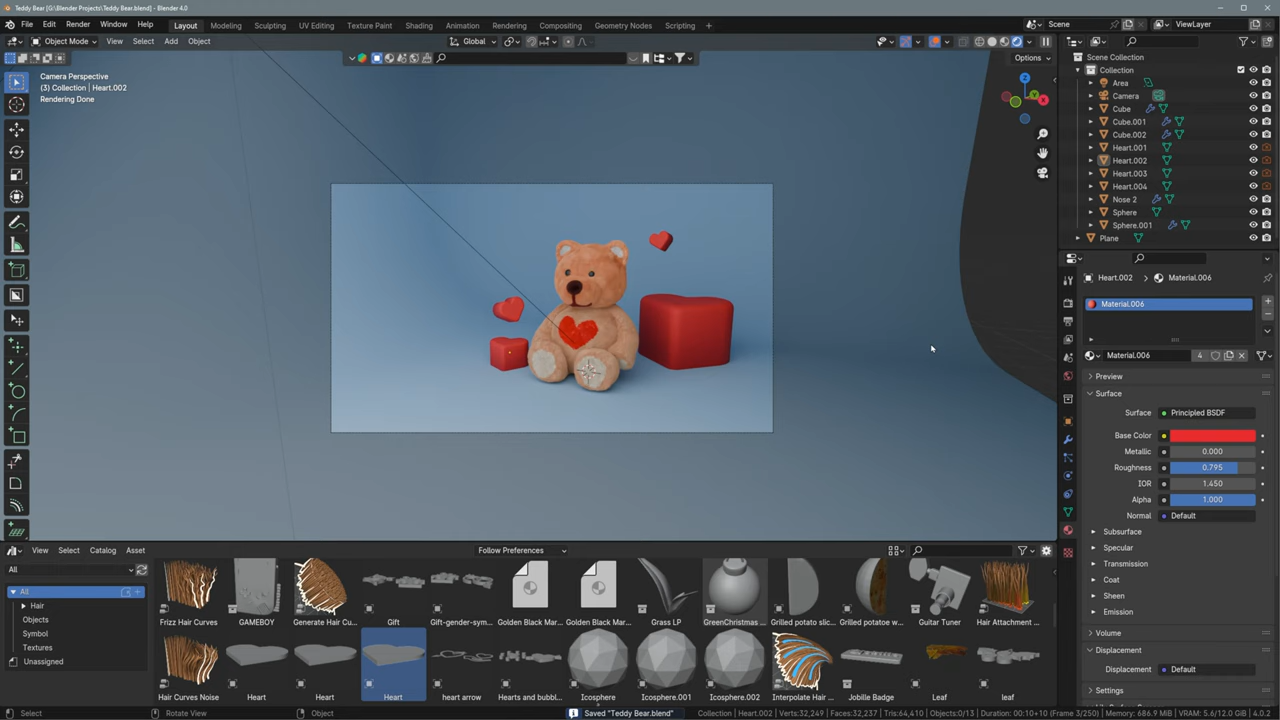 Teddy Bear [G:\Blender Projects\Teddy Bear.blend] - Blender 4.0
File Edit Render Window Help Layout Modeling Sculpting UV Editing Texture Paint Shading Animation Rendering Compositing Geometry Nodes Scripting + Scene ViewLayer
Object Mode View Select Add Object Global
Options
Camera Perspective
(3) Collection | Heart.002
Rendering Done
Z
Y
X
Scene Collection
Collection
Area
Camera
Cube
Cube.001
Cube.002
Heart.001
Heart.002
Heart.003
Heart.004
Nose 2
Sphere
Sphere.001
Plane
Heart.002 > Material.006
Material.006
Material.006 4
Preview
Surface
Surface Principled BSDF
Base Color
Metallic 0.000
Roughness 0.795
IOR 1.450
Alpha 1.000
Normal Default
Subsurface
Specular
Transmission
Coat
Sheen
Emission
Volume
Displacement
Displacement Default
Settings
View Select Catalog Asset Follow Preferences
All
All
Hair
Objects
Symbol
Textures
Unassigned
Frizz Hair Curves GAMEBOY Generate Hair Cu... Gift Gift-gender-sym... Golden Black Mar... Golden Black Mar... Grass LP GreenChristmas ... Grilled potato slic... Grilled potatoe w... Guitar Tuner Hair Attachment ...
Hair Curves Noise Heart Heart Heart heart arrow Hearts and bubbl... Icosphere Icosphere.001 Icosphere.002 Interpolate Hair ... Jobille Badge Leaf leaf
Select Rotate View Object Saved "Teddy Bear.blend" Collection | Heart.002 | Verts:32,249 | Faces:32,237 | Tris:64,410 | Objects:0/13 | Duration: 00:10+10 (Frame 3/250) | Memory: 686.9 MiB | VRAM: 5.6/12.0 GiB | 4.0.2